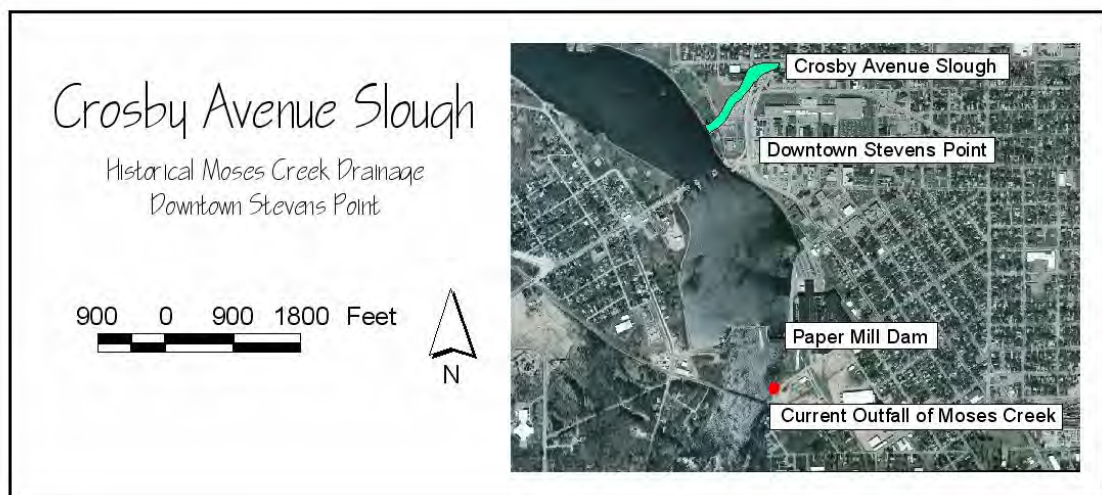 Crosby Avenue Slough
Historical Moses Creek Drainage
Downtown Stevens Point
900 0 900 1800 Feet
N
Crosby Avenue Slough
Downtown Stevens Point
Paper Mill Dam
Current Outfall of Moses Creek